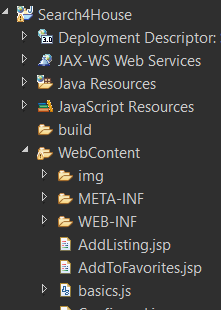 Search4House
Deployment Descriptor:
JAX-WS Web Services
Java Resources
JavaScript Resources
build
WebContent
img
META-INF
WEB-INF
AddListing.jsp
AddToFavorites.jsp
basics.js